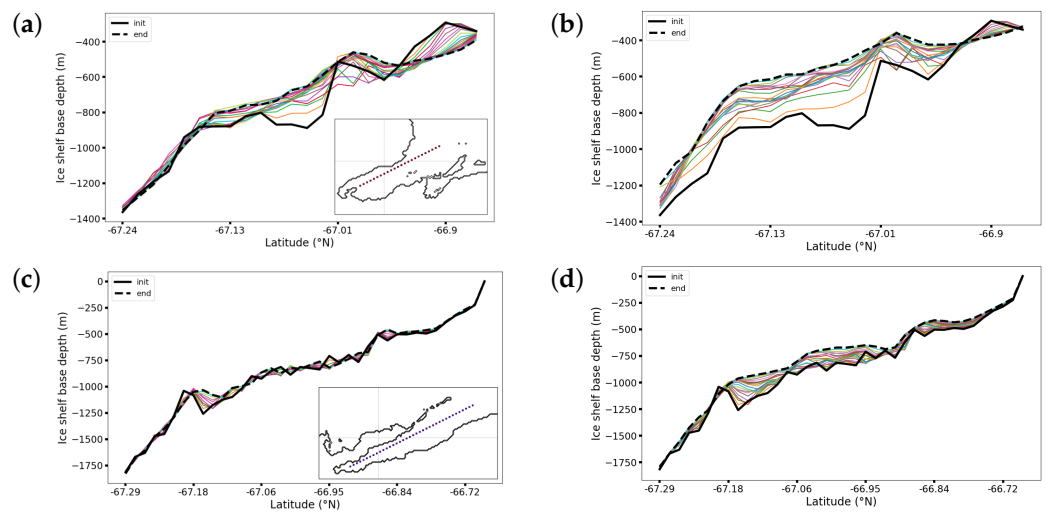 (a)
init
end
Ice shelf base depth (m)
−400
−600
−800
−1000
−1200
−1400
-67.24
-67.13
-67.01
-66.9
Latitude (°N)
(b)
init
end
Ice shelf base depth (m)
−400
−600
−800
−1000
−1200
−1400
-67.24
-67.13
-67.01
-66.9
Latitude (°N)
(c)
init
end
Ice shelf base depth (m)
0
−250
−500
−750
−1000
−1250
−1500
−1750
-67.29
-67.18
-67.06
-66.95
-66.84
-66.72
Latitude (°N)
(d)
init
end
Ice shelf base depth (m)
0
−250
−500
−750
−1000
−1250
−1500
−1750
-67.29
-67.18
-67.06
-66.95
-66.84
-66.72
Latitude (°N)